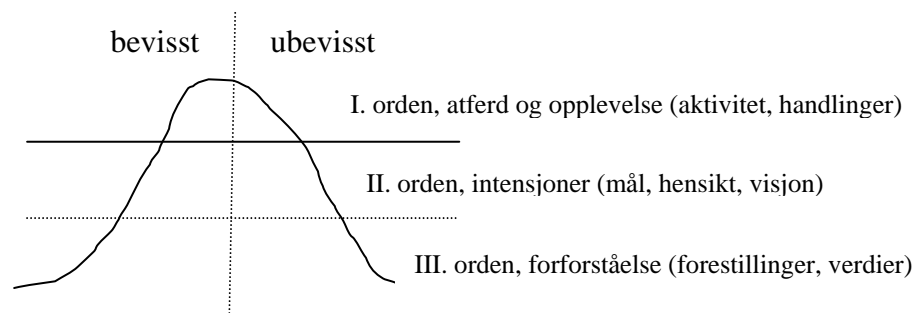 bevisst ubevisst
I. orden, atferd og opplevelse (aktivitet, handlinger)
II. orden, intensjoner (mål, hensikt, visjon)
III. orden, forforståelse (forestillinger, verdier)